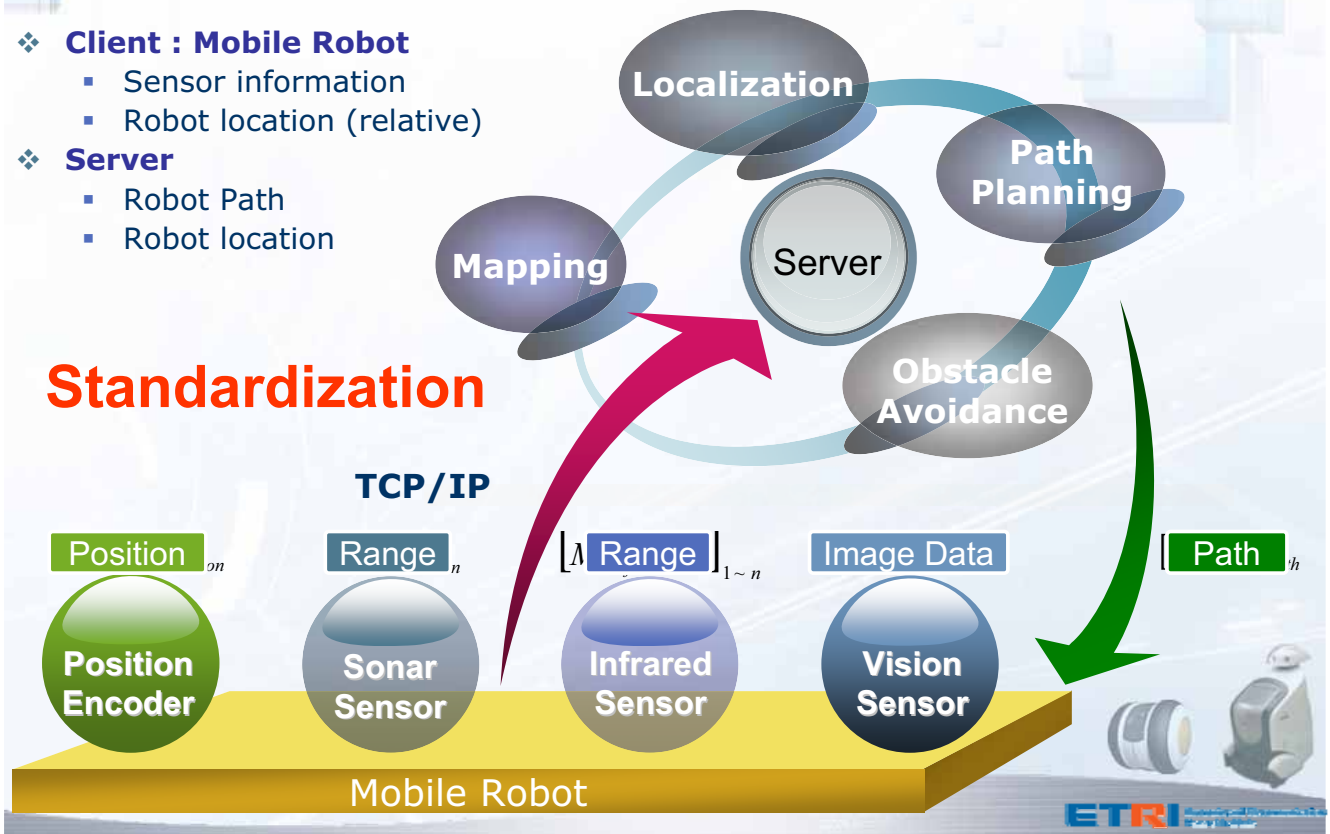 Client : Mobile Robot
Sensor information
Robot location (relative)
Server
Robot Path
Robot location
Localization
Path
Planning
Mapping
Server
Obstacle
Avoidance
Standardization
TCP/IP
Position on
Range n
[ Range ] 1 ~ n
Image Data
[ Path h
Position
Encoder
Sonar
Sensor
Infrared
Sensor
Vision
Sensor
Mobile Robot
ETRI